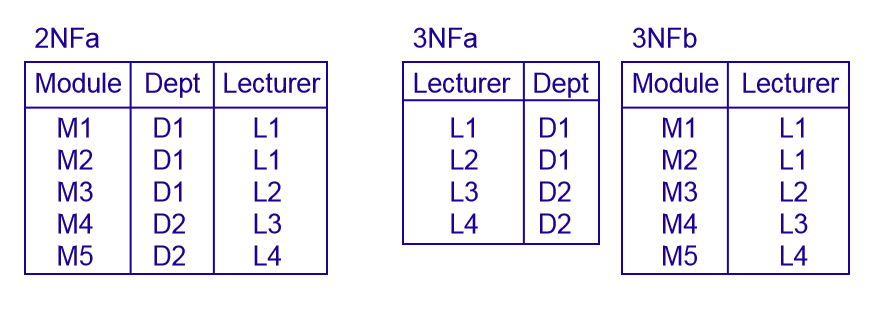 2NFa
Module Dept Lecturer
M1 D1 L1
M2 D1 L1
M3 D1 L2
M4 D2 L3
M5 D2 L4
3NFa
Lecturer Dept
L1 D1
L2 D1
L3 D2
L4 D2
3NFb
Module Lecturer
M1 L1
M2 L1
M3 L2
M4 L3
M5 L4